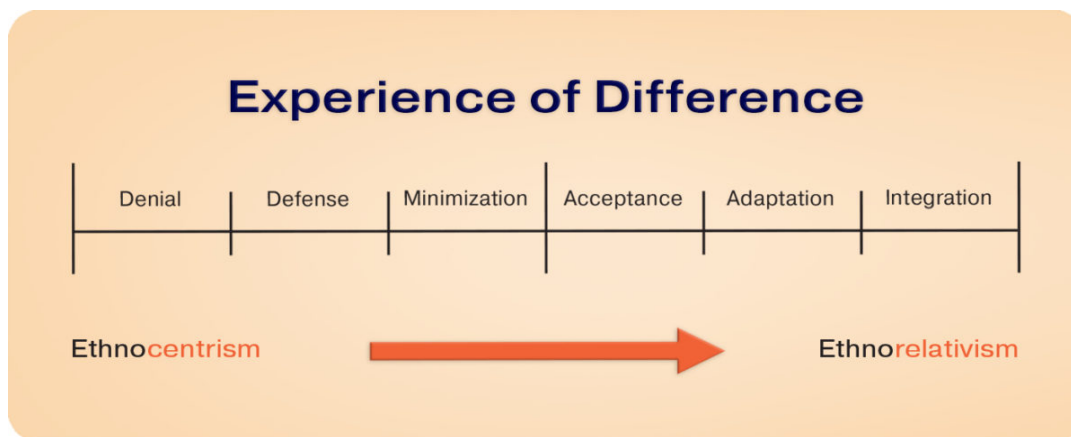 Experience of Difference
Denial Defense Minimization Acceptance Adaptation Integration
Ethnocentrism Ethnorelativism